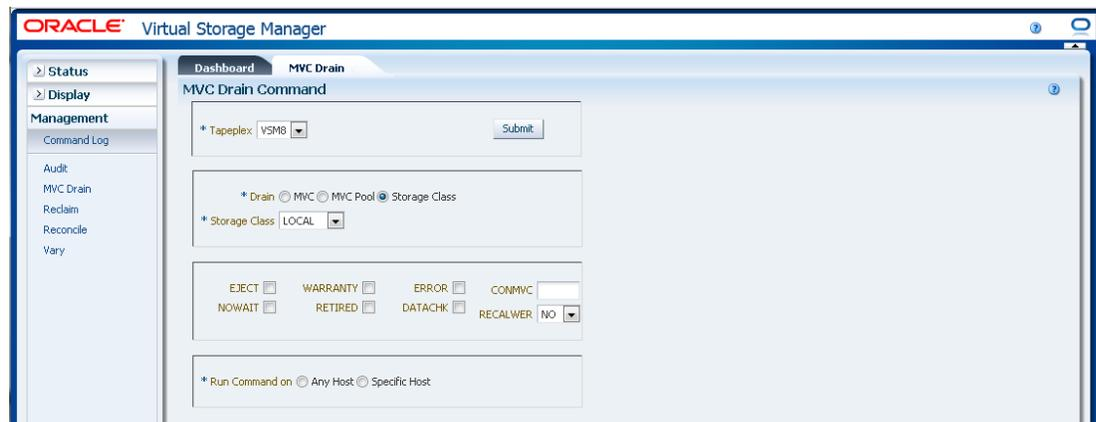 ORACLE Virtual Storage Manager
Status
Display
Management
Command Log
Audit
MVC Drain
Reclaim
Reconcile
Vary
Dashboard MVC Drain
MVC Drain Command
* Tapeplex VSM8 Submit
* Drain MVC MVC Pool Storage Class
* Storage Class LOCAL
EJECT WARRANTY ERROR CONMVC
NOWAIT RETIRED DATACHK RECALWER NO
* Run Command on Any Host Specific Host